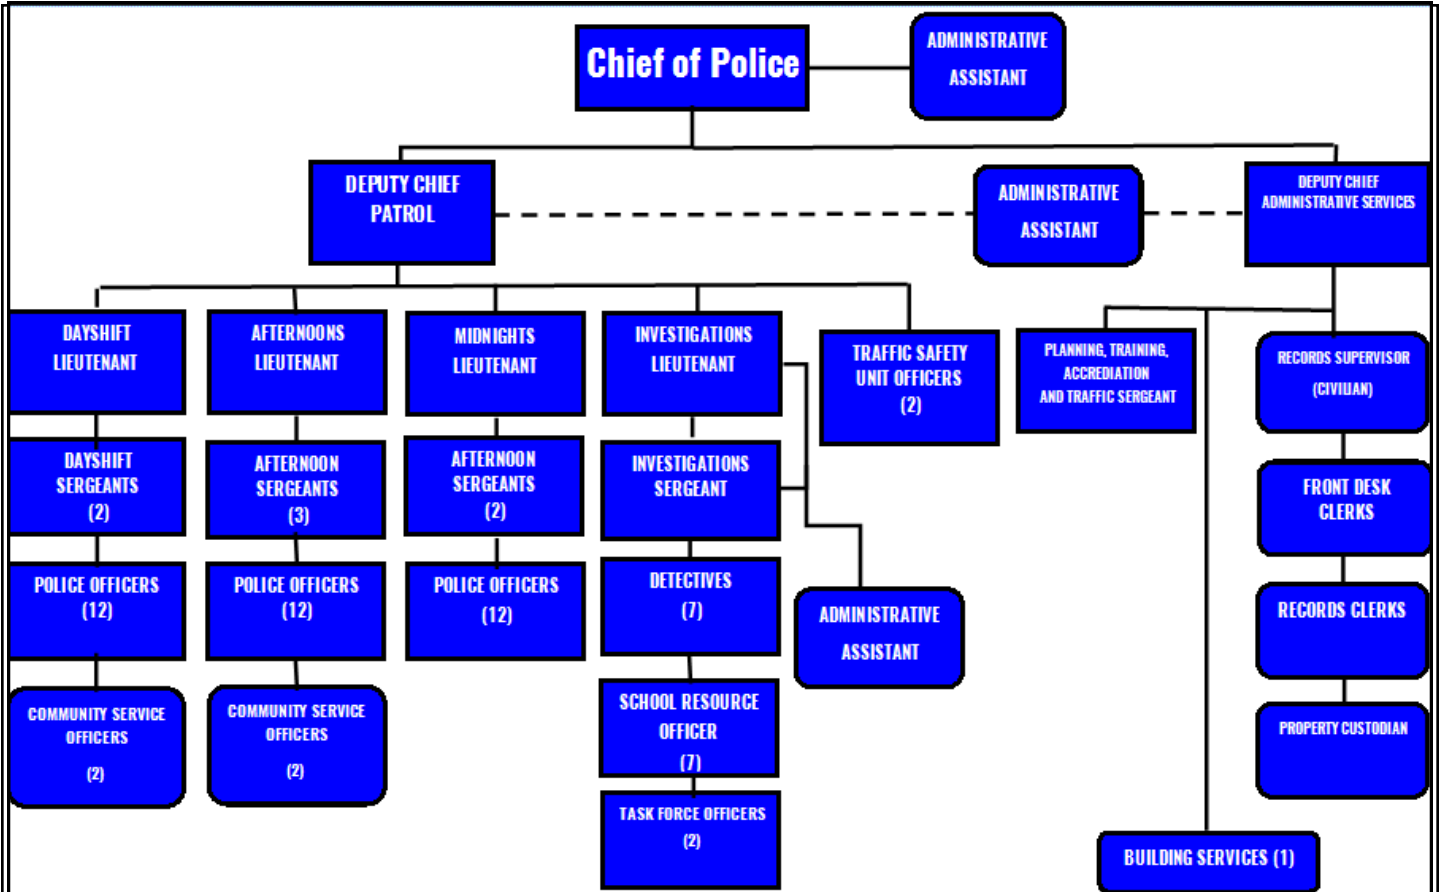 Chief of Police
ADMINISTRATIVE
ASSISTANT
DEPUTY CHIEF
PATROL
ADMINISTRATIVE
ASSISTANT
DEPUTY CHIEF
ADMINISTRATIVE SERVICES
DAYSHIFT
LIEUTENANT
AFTERNOONS
LIEUTENANT
MIDNIGHTS
LIEUTENANT
INVESTIGATIONS
LIEUTENANT
TRAFFIC SAFETY
UNIT OFFICERS
(2)
PLANNING, TRAINING,
ACCREDIATION
AND TRAFFIC SERGEANT
RECORDS SUPERVISOR
(CIVILIAN)
DAYSHIFT
SERGEANTS
(2)
AFTERNOON
SERGEANTS
(3)
AFTERNOON
SERGEANTS
(2)
INVESTIGATIONS
SERGEANT
FRONT DESK
CLERKS
POLICE OFFICERS
(12)
POLICE OFFICERS
(12)
POLICE OFFICERS
(12)
DETECTIVES
(7)
ADMINISTRATIVE
ASSISTANT
RECORDS CLERKS
COMMUNITY SERVICE
OFFICERS
(2)
COMMUNITY SERVICE
OFFICERS
(2)
SCHOOL RESOURCE
OFFICER
(7)
PROPERTY CUSTODIAN
TASK FORCE OFFICERS
(2)
BUILDING SERVICES (1)